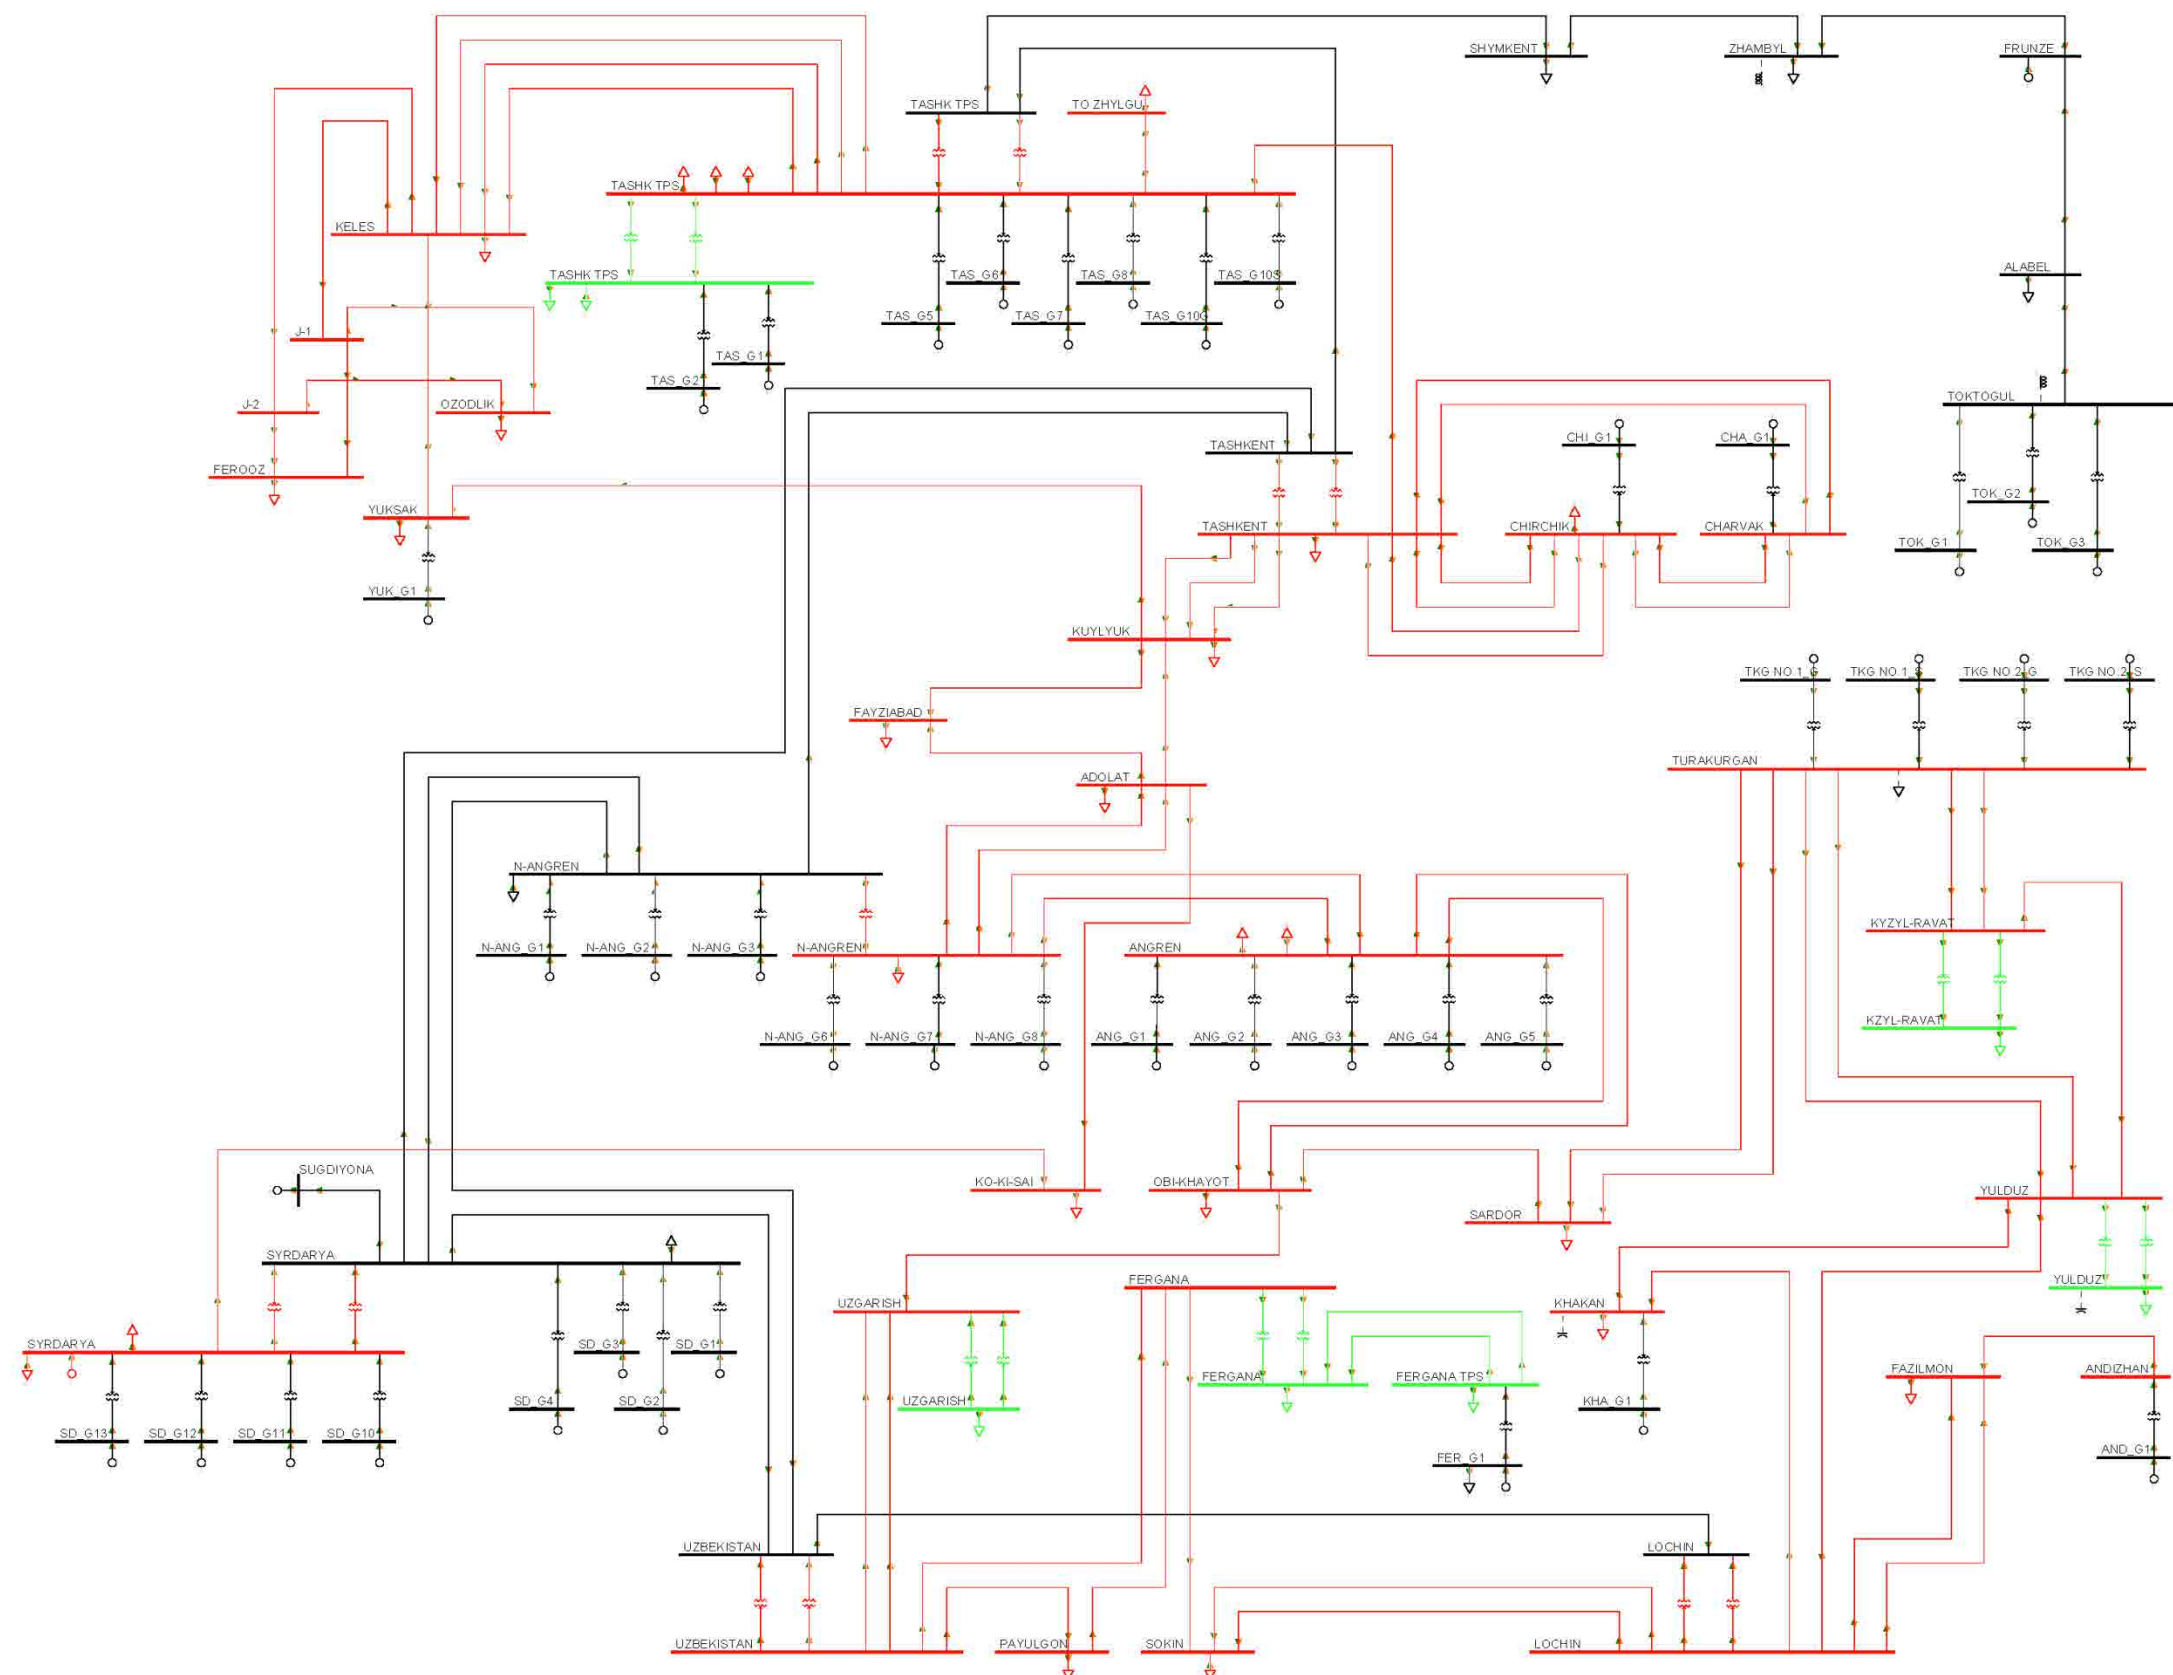 SHYMKENT
ZHAMBYL
FRUNZE
TASHK TPS
TO ZHYLGU
TASHK TPS
KELES
TASHK TPS
TAS_G6
TAS_G8
TAS_G10S
ALABEL
TAS_G5
TAS_G7
TAS_G10G
J-1
TAS_G1
TAS_G2
J-2
OZODLIK
TOKTOGUL
TASHKENT
CHI_G1
CHA_G1
FEROOZ
TOK_G2
YUKSAK
TASHKENT
CHIRCHIK
CHARVAK
TOK_G1
TOK_G3
YUK_G1
KUYLYUK
TKG NO.1_G
TKG NO.1_S
TKG NO.2_G
TKG NO.2_S
FAYZIABAD
TURAKURGAN
ADOLAT
N-ANGREN
KYZYL-RAVAT
N-ANG_G1
N-ANG_G2
N-ANG_G3
N-ANGREN
ANGREN
KZYL-RAVAT
N-ANG_G6
N-ANG_G7
N-ANG_G8
ANG_G1
ANG_G2
ANG_G3
ANG_G4
ANG_G5
SUGDIYONA
KO-KI-SAI
OBI-KHAYOT
YULDUZ
SARDOR
SYRDARYA
FERGANA
YULDUZ
UZGARISH
KHAKAN
SYRDARYA
SD_G3
SD_G1
FERGANA
FERGANA TPS
FAZILMON
ANDIZHAN
SD_G4
SD_G2
UZGARISH
KHA_G1
SD_G13
SD_G12
SD_G11
SD_G10
FER_G1
AND_G1
UZBEKISTAN
LOCHIN
UZBEKISTAN
PAYULGON
SOKIN
LOCHIN